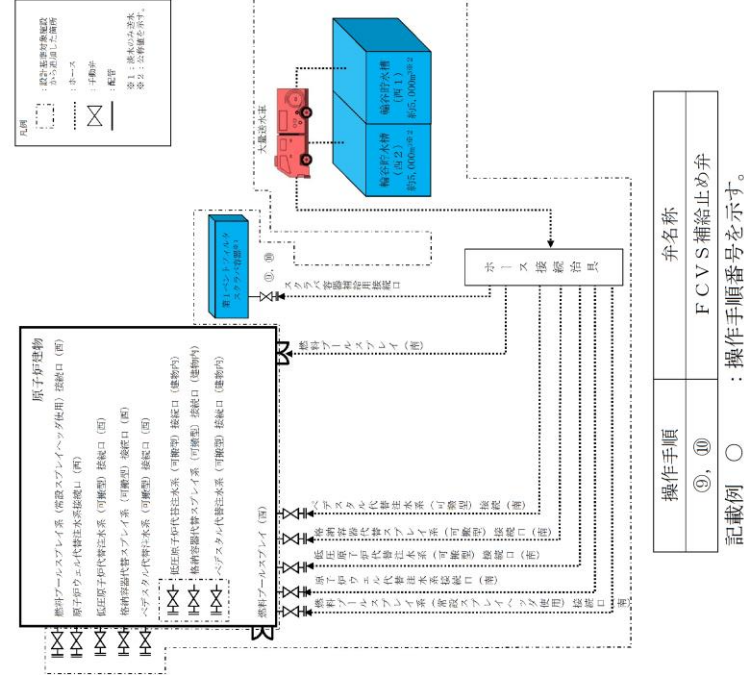 凡例
:設計基準対象施設
から追加した箇所
:ホース
:手動弁
:配管
※1:淡水のみ送水
※2:公称値を示す。
原子炉建物
燃料プールスプレイ系(常設スプレイヘッダ使用)接続口(西)
原子炉ウェル代替注水系接続口(西)
低圧原子炉代替注水系(可搬型)接続口(西)
格納容器代替スプレイ系(可搬型)接続口(西)
ペデスタル代替注水系(可搬型)接続口(西)
低圧原子炉代替注水系(可搬型)接続口(建物内)
格納容器代替スプレイ系(可搬型)接続口(建物内)
ペデスタル代替注水系(可搬型)接続口(建物内)
燃料プールスプレイ(西)
第1ベントフィルタ
スクラバ容器※1
⑨,⑩
スクラバ容器補給用接続口
燃料プールスプレイ(南)
大量送水車
輪谷貯水槽
(西1)
約5,000m³※2
輪谷貯水槽
(西2)
約5,000m³※2
ホース接続治具
ペデスタル代替注水系(可搬型)接続口(南)
格納容器代替スプレイ系(可搬型)接続口(南)
低圧原子炉代替注水系(可搬型)接続口(南)
原子炉ウェル代替注水系接続口(南)
燃料プールスプレイ系(常設スプレイヘッダ使用)接続口(南)
操作手順 弁名称
⑨,⑩ FCVS補給止め弁
記載例 ○ :操作手順番号を示す。